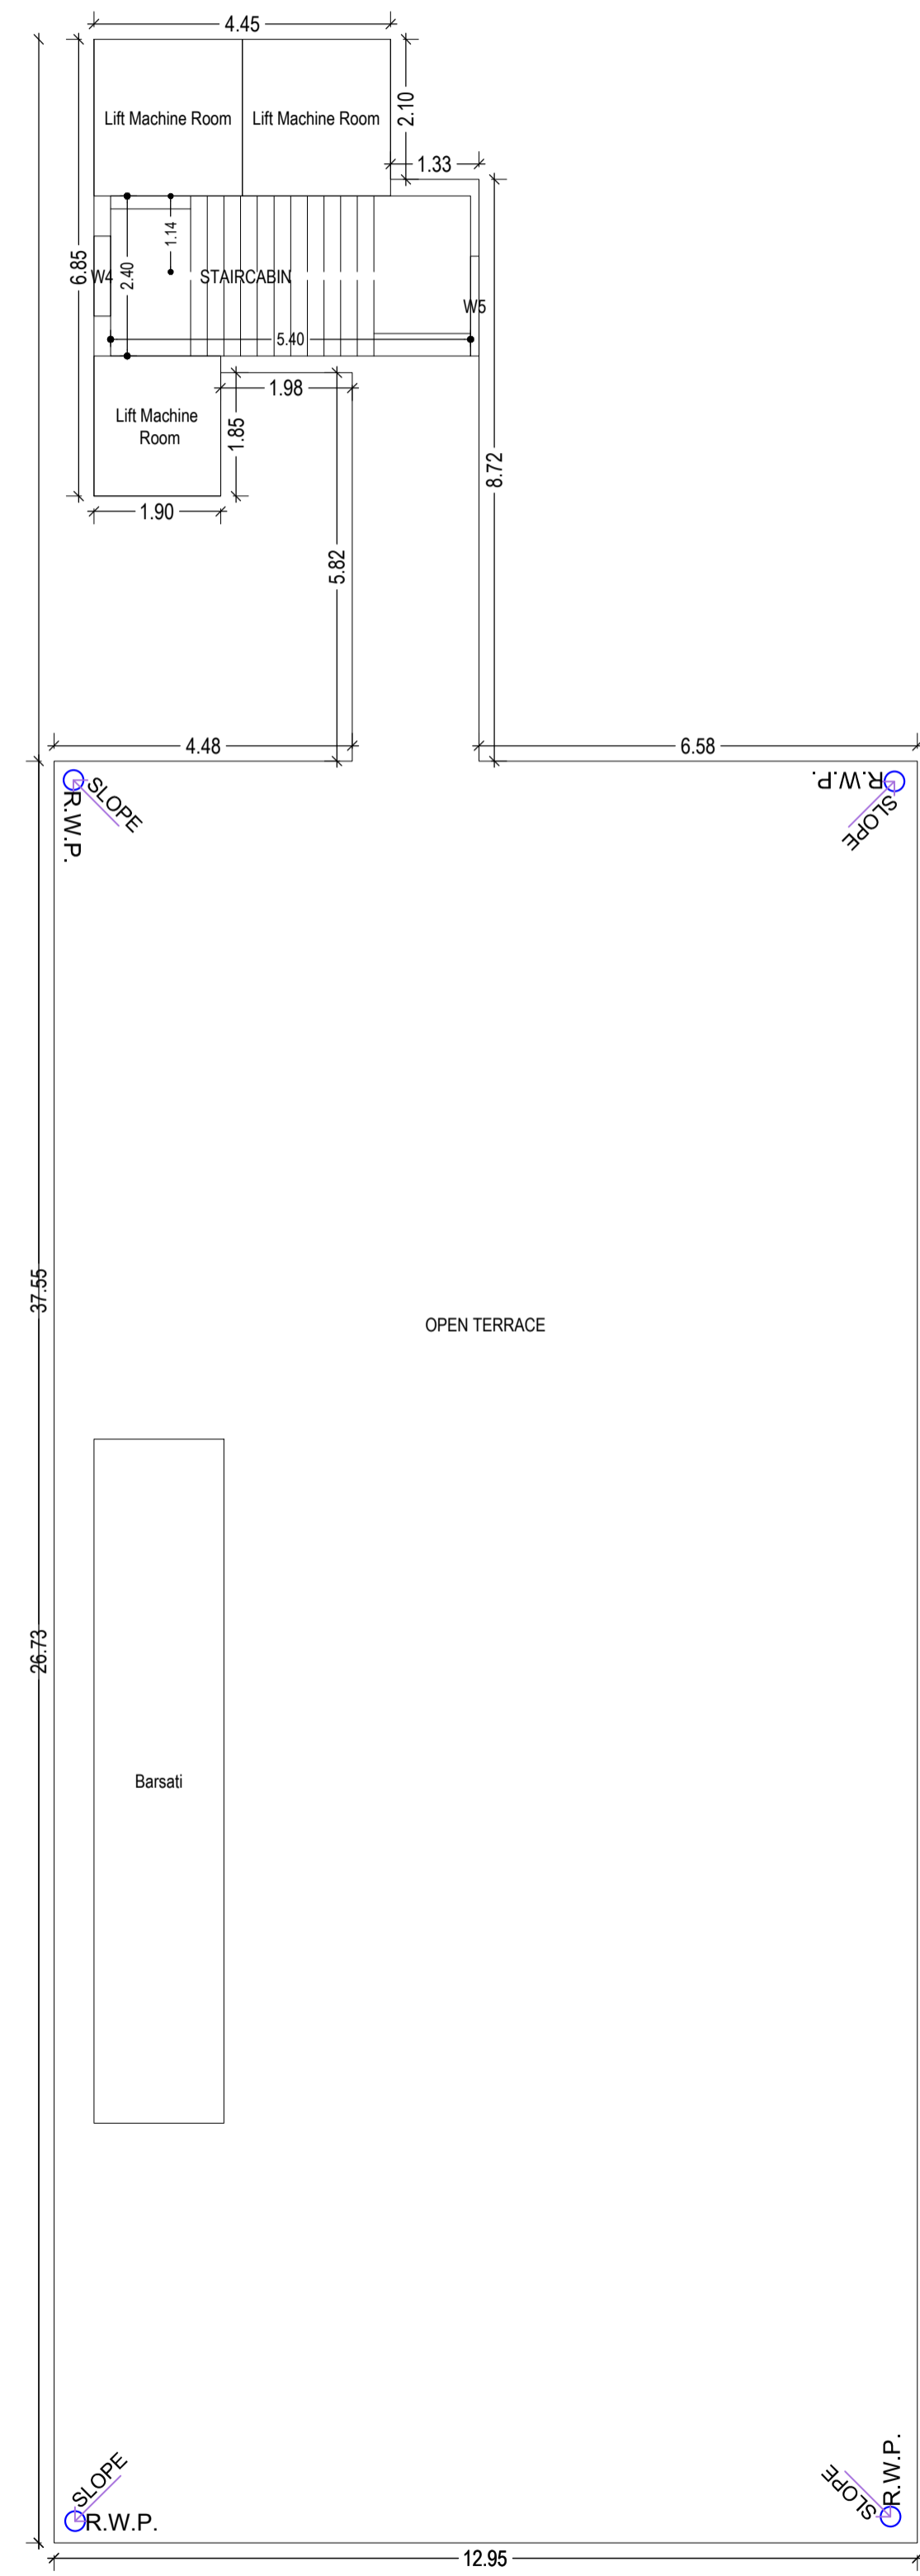 4.45
Lift Machine Room
Lift Machine Room
2.10
1.33
6.85
W4
2.40
1.14
STAIRCABIN
W5
5.40
1.98
Lift Machine
Room
1.85
8.72
1.90
5.82
4.48
6.58
SLOPE
R.W.P.
R.W.P.
SLOPE
37.55
OPEN TERRACE
26.73
Barsati
SLOPE
R.W.P.
SLOPE
R.W.P.
12.95